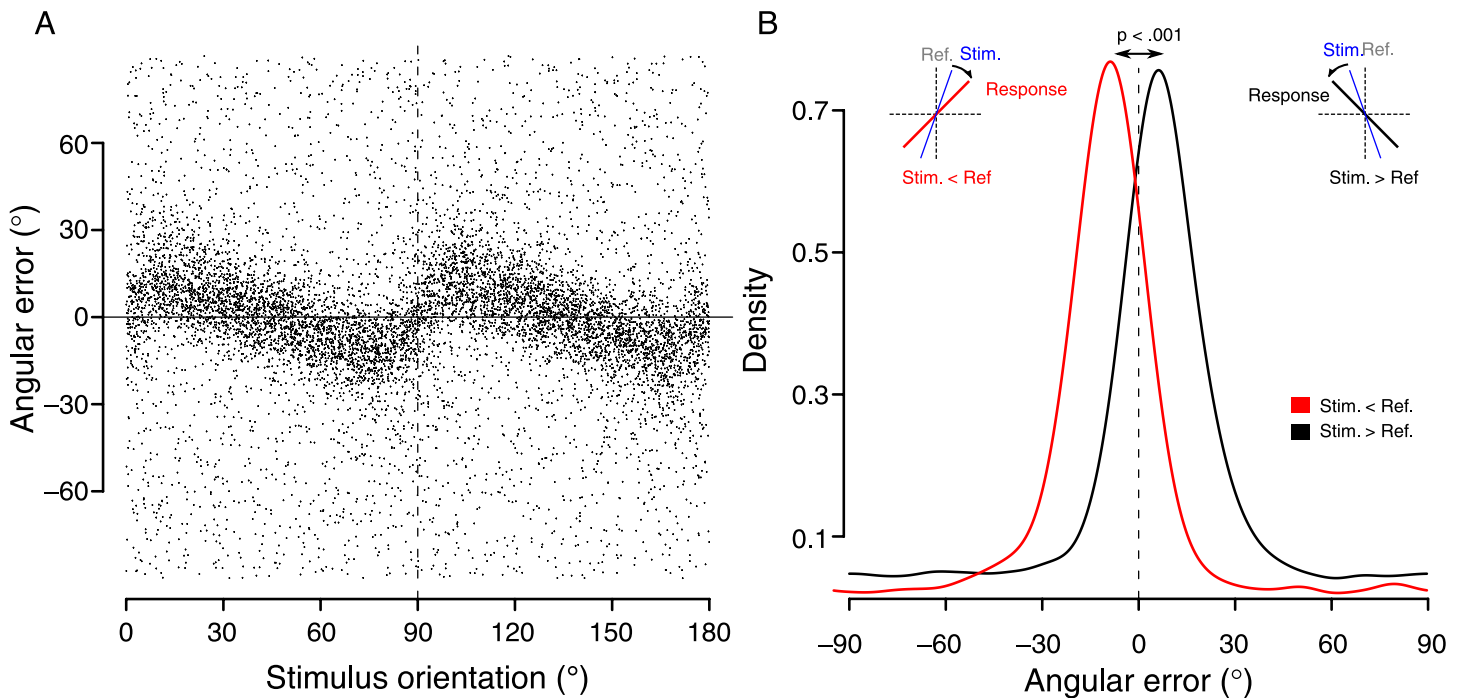 A
Angular error (°)
60
30
0
−30
−60
0
30
60
90
120
150
180
Stimulus orientation (°)
B
p < .001
Ref.
Stim.
Response
Stim. < Ref
Stim.
Ref.
Response
Stim. > Ref
Density
0.7
0.5
0.3
0.1
Stim. < Ref.
Stim. > Ref.
−90
−60
−30
0
30
60
90
Angular error (°)